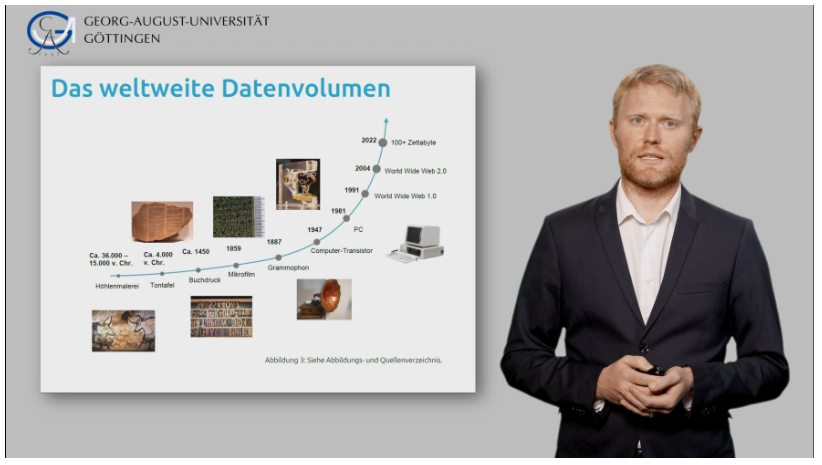 GEORG-AUGUST-UNIVERSITÄT
GÖTTINGEN
Das weltweite Datenvolumen
2022 100+ Zettabyte
2004 World Wide Web 2.0
1991 World Wide Web 1.0
1981
PC
1947
Computer-Transistor
1887
Grammophon
1859
Mikrofilm
Ca. 1450
Buchdruck
Ca. 4.000
v. Chr.
Tontafel
Ca. 36.000 –
15.000 v. Chr.
Höhlenmalerei
Abbildung 3: Siehe Abbildungs- und Quellenverzeichnis.